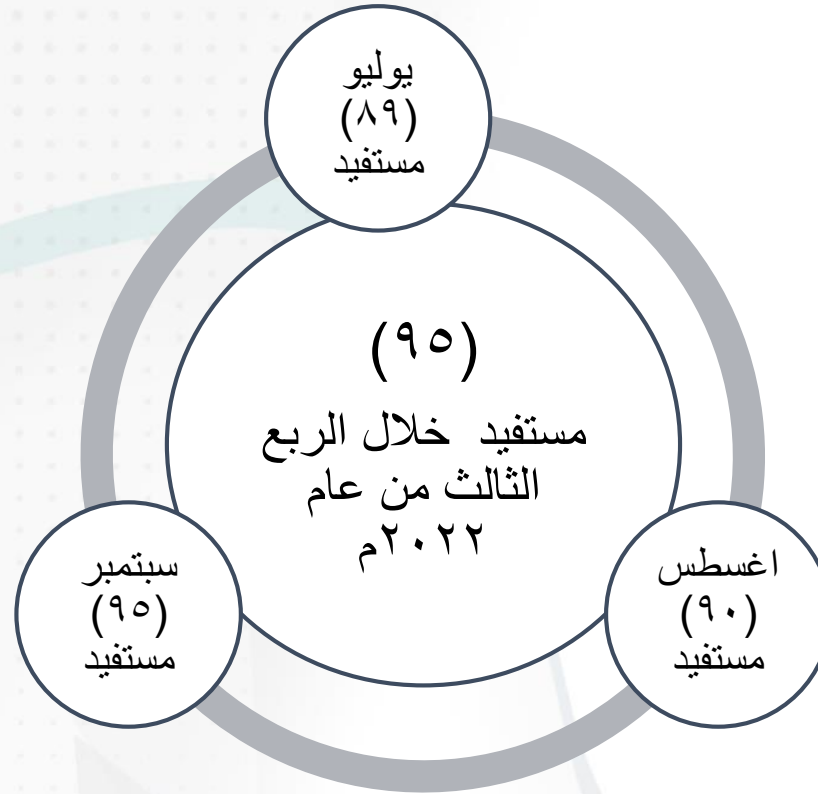 يوليو
(٨٩)
مستفيد
(٩٥)
مستفيد خلال الربع
الثالث من عام
٢٠٢٢م
اغسطس
(٩٠)
مستفيد
سبتمبر
(٩٥)
مستفيد